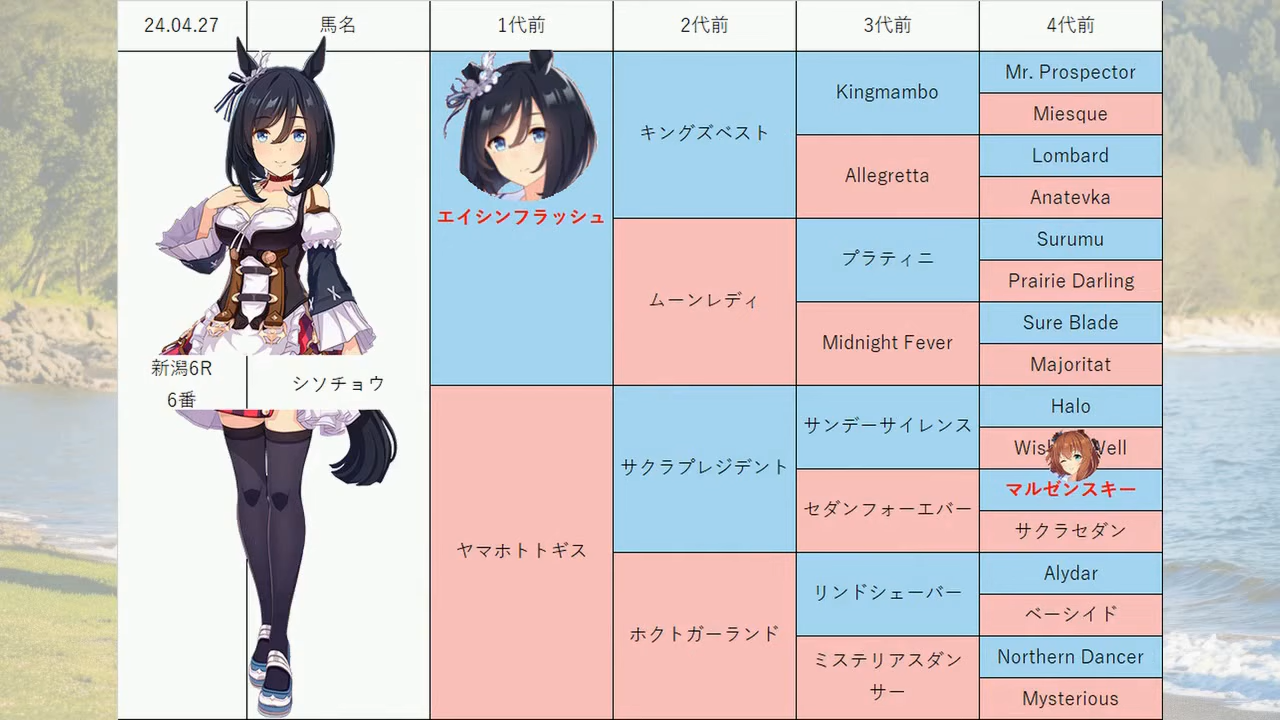 24.04.27 馬名 1代前 2代前 3代前 4代前
新潟6R
6番
シソチョウ
エイシンフラッシュ
ヤマホトトギス
キングズベスト
ムーンレディ
サクラプレジデント
ホクトガーランド
Kingmambo
Allegretta
プラティニ
Midnight Fever
サンデーサイレンス
セダンフォーエバー
リンドシェーバー
ミステリアスダン
サー
Mr. Prospector
Miesque
Lombard
Anatevka
Surumu
Prairie Darling
Sure Blade
Majoritat
Halo
マルゼンスキー
サクラセダン
Alydar
ベーシイド
Northern Dancer
Mysterious